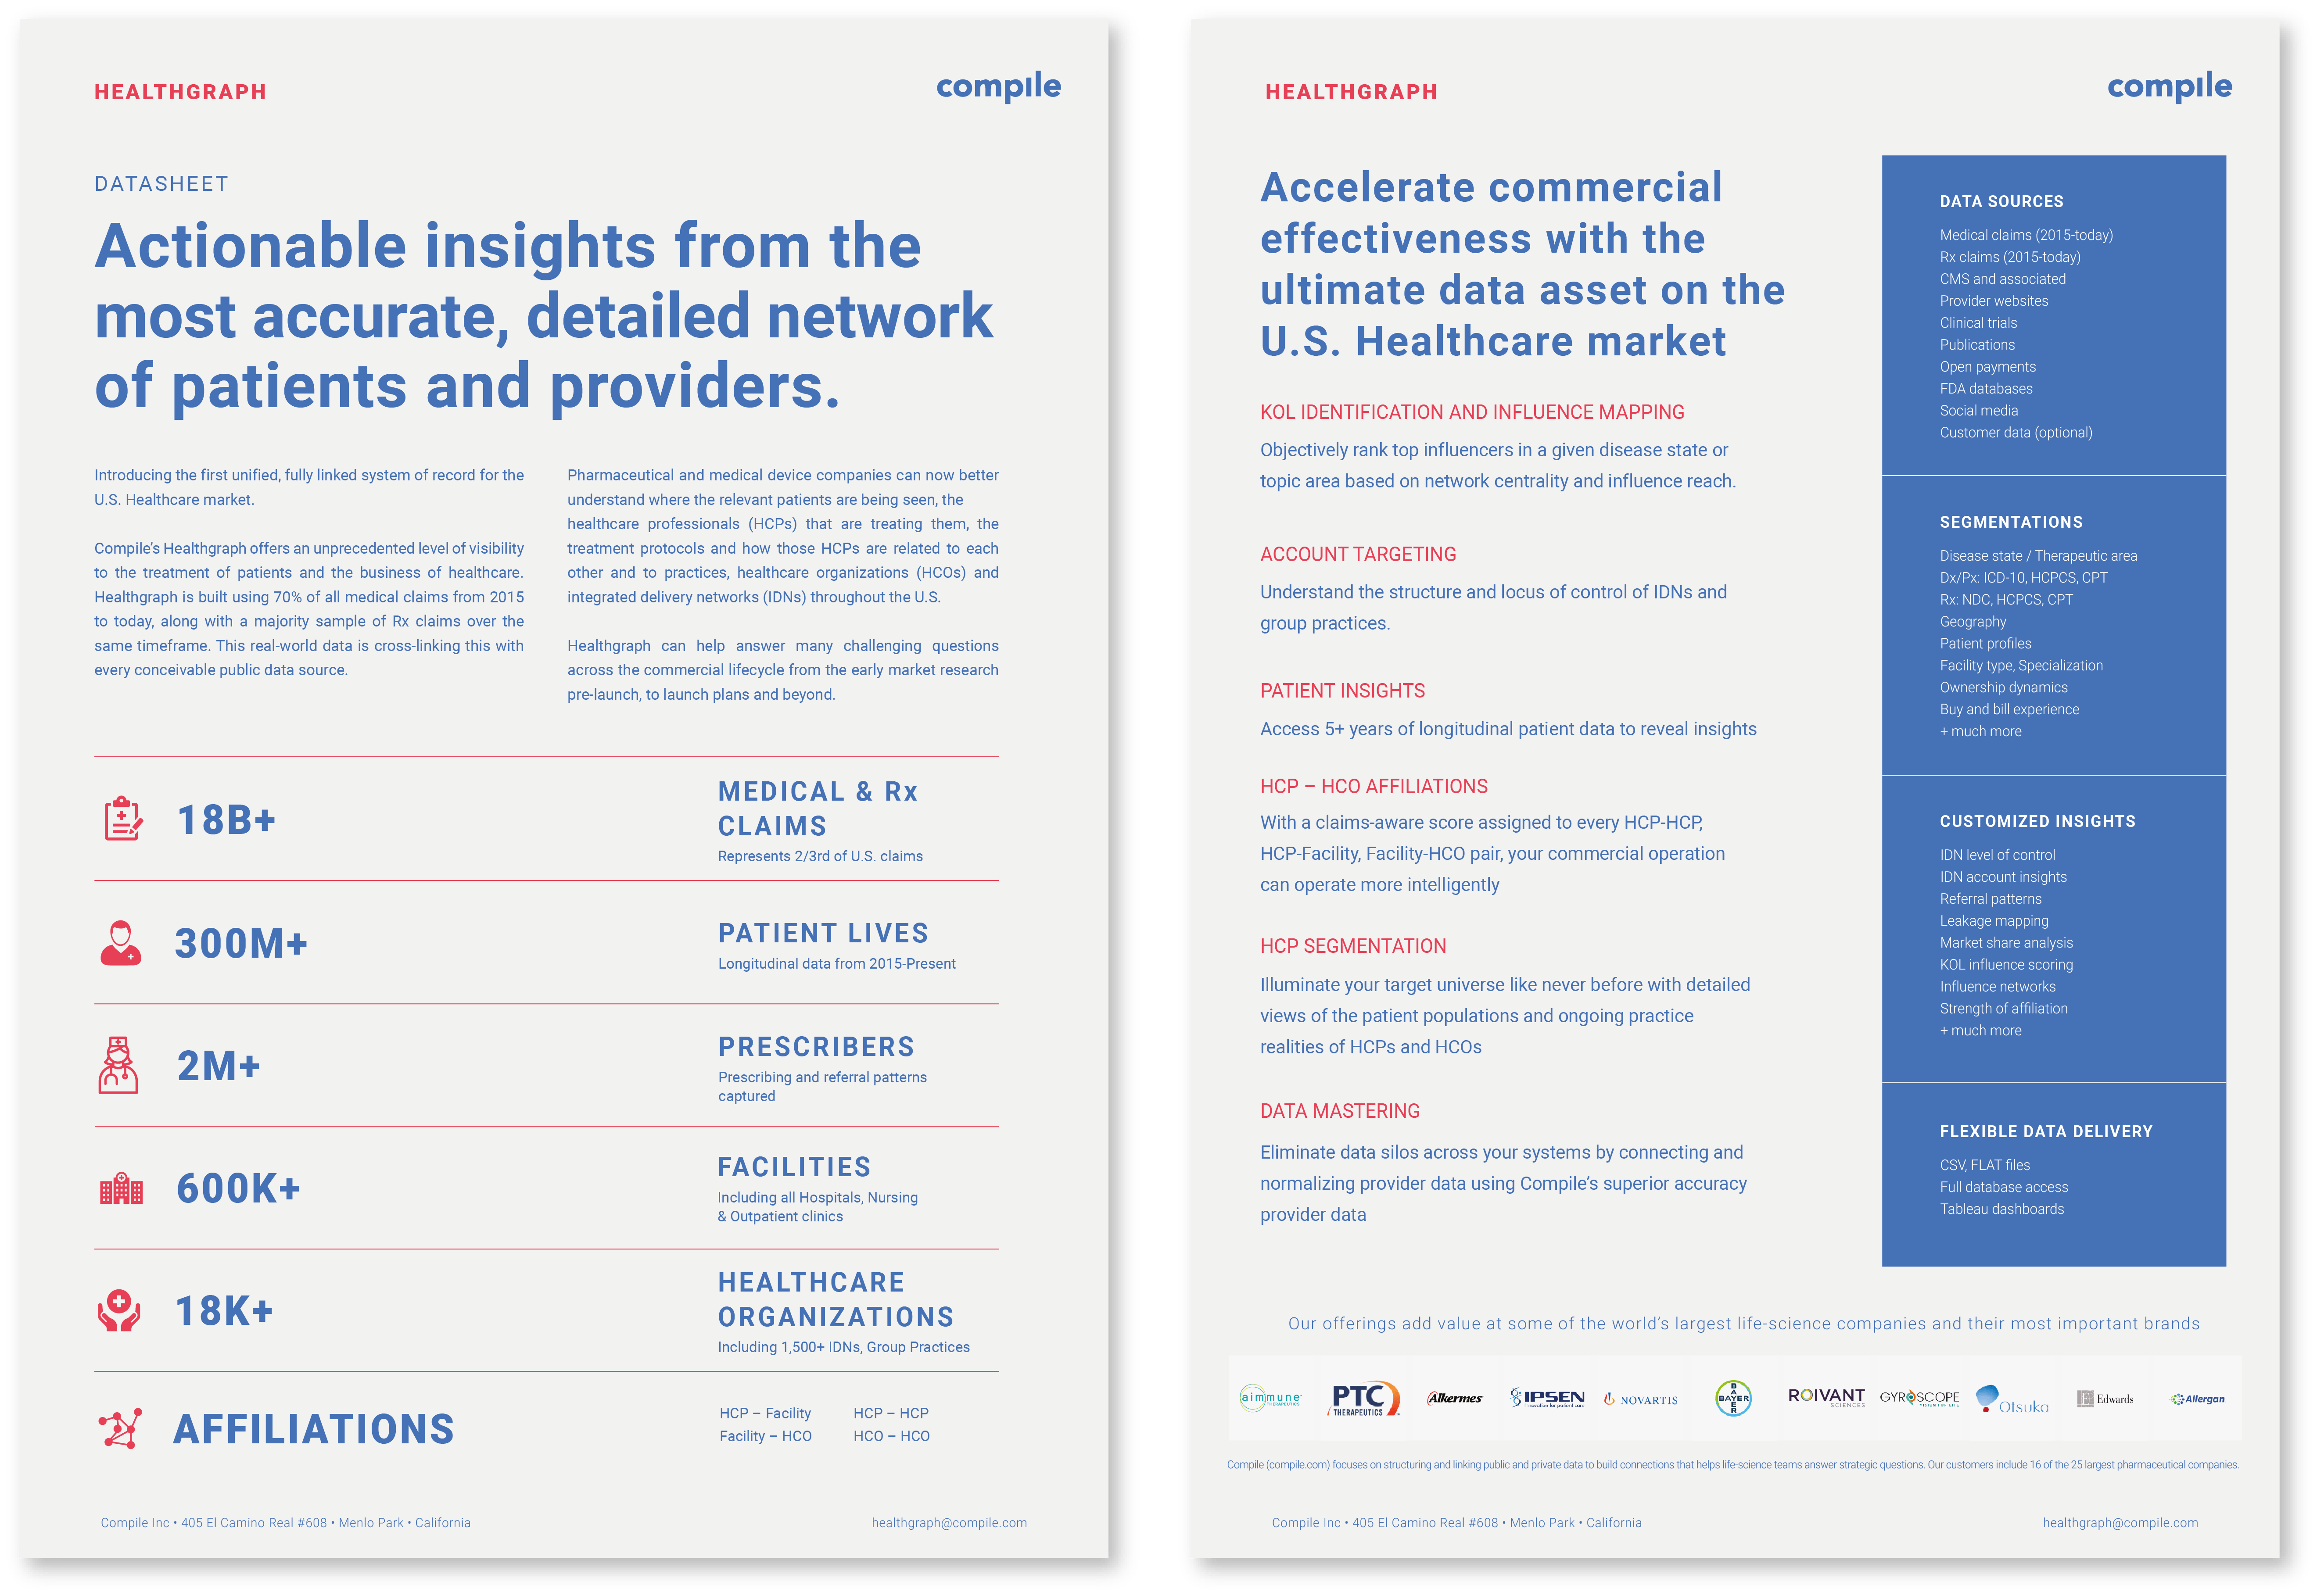 HEALTHGRAPH
compile
DATASHEET
Actionable insights from the
most accurate, detailed network
of patients and providers.
Introducing the first unified, fully linked system of record for the
U.S. Healthcare market.
Compile's Healthgraph offers an unprecedented level of visibility
to the treatment of patients and the business of healthcare.
Healthgraph is built using 70% of all medical claims from 2015
to today, along with a majority sample of Rx claims over the
same timeframe. This real-world data is cross-linking this with
every conceivable public data source.
Pharmaceutical and medical device companies can now better
understand where the relevant patients are being seen, the
healthcare professionals (HCPs) that are treating them, the
treatment protocols and how those HCPs are related to each
other and to practices, healthcare organizations (HCOs) and
integrated delivery networks (IDNs) throughout the U.S.
Healthgraph can help answer many challenging questions
across the commercial lifecycle from the early market research
pre-launch, to launch plans and beyond.
18B+
MEDICAL & Rx
CLAIMS
Represents 2/3rd of U.S. claims
300M+
PATIENT LIVES
Longitudinal data from 2015-Present
2M+
PRESCRIBERS
Prescribing and referral patterns
captured
600K+
FACILITIES
Including all Hospitals, Nursing
& Outpatient clinics
18K+
HEALTHCARE
ORGANIZATIONS
Including 1,500+ IDNs, Group Practices
AFFILIATIONS
HCP – Facility HCP – HCP
Facility – HCO HCO – HCO
Compile Inc • 405 El Camino Real #608 • Menlo Park • California
healthgraph@compile.com
HEALTHGRAPH
compile
Accelerate commercial
effectiveness with the
ultimate data asset on the
U.S. Healthcare market
KOL IDENTIFICATION AND INFLUENCE MAPPING
Objectively rank top influencers in a given disease state or
topic area based on network centrality and influence reach.
ACCOUNT TARGETING
Understand the structure and locus of control of IDNs and
group practices.
PATIENT INSIGHTS
Access 5+ years of longitudinal patient data to reveal insights
HCP – HCO AFFILIATIONS
With a claims-aware score assigned to every HCP-HCP,
HCP-Facility, Facility-HCO pair, your commercial operation
can operate more intelligently
HCP SEGMENTATION
Illuminate your target universe like never before with detailed
views of the patient populations and ongoing practice
realities of HCPs and HCOs
DATA MASTERING
Eliminate data silos across your systems by connecting and
normalizing provider data using Compile's superior accuracy
provider data
DATA SOURCES
Medical claims (2015-today)
Rx claims (2015-today)
CMS and associated
Provider websites
Clinical trials
Publications
Open payments
FDA databases
Social media
Customer data (optional)
SEGMENTATIONS
Disease state / Therapeutic area
Dx/Px: ICD-10, HCPCS, CPT
Rx: NDC, HCPCS, CPT
Geography
Patient profiles
Facility type, Specialization
Ownership dynamics
Buy and bill experience
+ much more
CUSTOMIZED INSIGHTS
IDN level of control
IDN account insights
Referral patterns
Leakage mapping
Market share analysis
KOL influence scoring
Influence networks
Strength of affiliation
+ much more
FLEXIBLE DATA DELIVERY
CSV, FLAT files
Full database access
Tableau dashboards
Our offerings add value at some of the world's largest life-science companies and their most important brands
aimmune THERAPEUTICS
PTC THERAPEUTICS
Alkermes
IPSEN
Innovation for patient care
NOVARTIS
BAYER BAYER
ROIVANT SCIENCES
GYROSCOPE
VISION FOR LIFE
Otsuka
Edwards
Allergan
Compile (compile.com) focuses on structuring and linking public and private data to build connections that helps life-science teams answer strategic questions. Our customers include 16 of the 25 largest pharmaceutical companies.
Compile Inc • 405 El Camino Real #608 • Menlo Park • California
healthgraph@compile.com